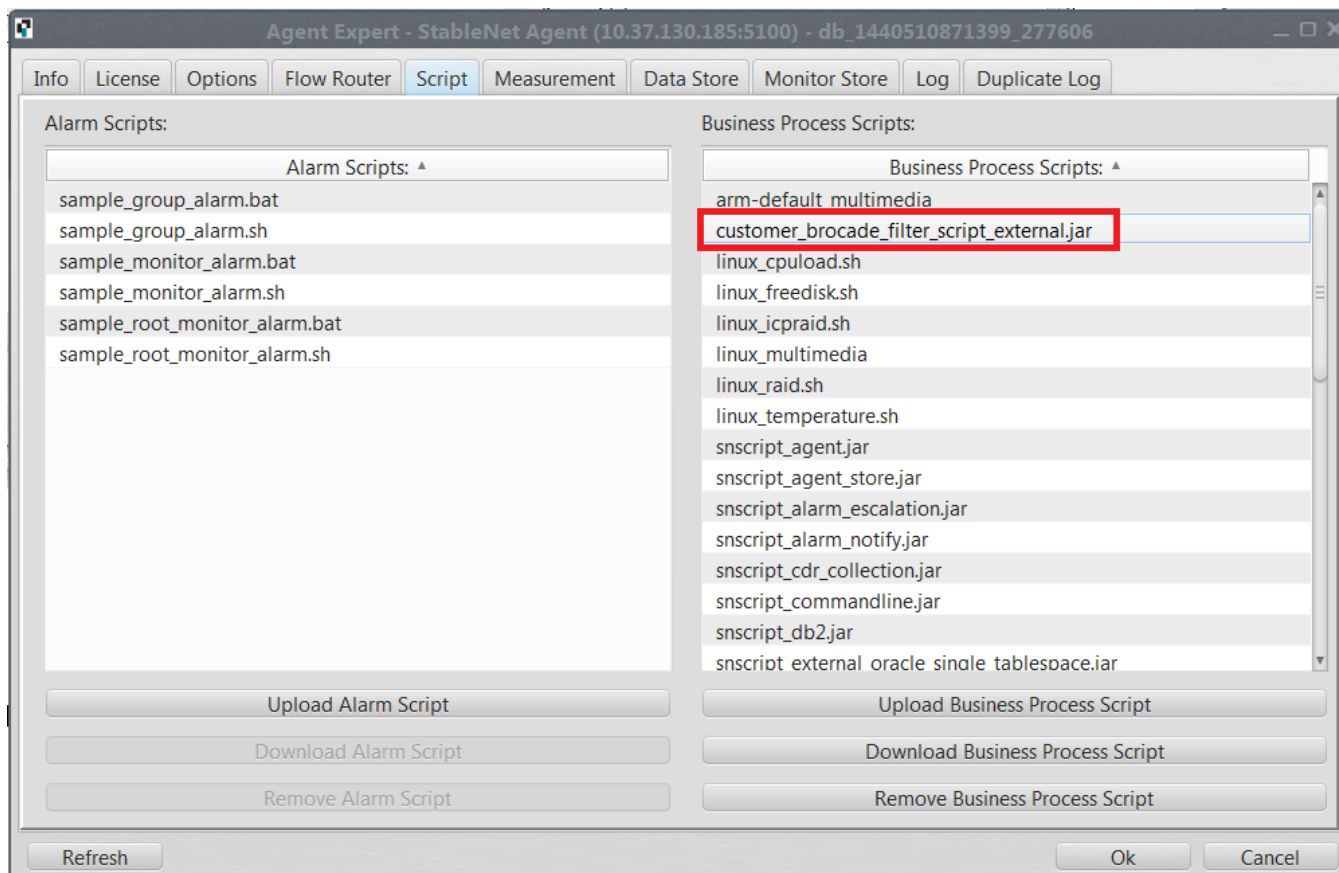 Agent Expert - StableNet Agent (10.37.130.185:5100) - db_1440510871399_277606
Info License Options Flow Router Script Measurement Data Store Monitor Store Log Duplicate Log
Alarm Scripts:
Alarm Scripts:
sample_group_alarm.bat
sample_group_alarm.sh
sample_monitor_alarm.bat
sample_monitor_alarm.sh
sample_root_monitor_alarm.bat
sample_root_monitor_alarm.sh
Upload Alarm Script
Download Alarm Script
Remove Alarm Script
Business Process Scripts:
Business Process Scripts:
arm-default_multimedia
customer_brocade_filter_script_external.jar
linux_cpuload.sh
linux_freedisk.sh
linux_icpraid.sh
linux_multimedia
linux_raid.sh
linux_temperature.sh
snscript_agent.jar
snscript_agent_store.jar
snscript_alarm_escalation.jar
snscript_alarm_notify.jar
snscript_cdr_collection.jar
snscript_commandline.jar
snscript_db2.jar
snscript_external_oracle_single_tablespace.jar
Upload Business Process Script
Download Business Process Script
Remove Business Process Script
Refresh Ok Cancel